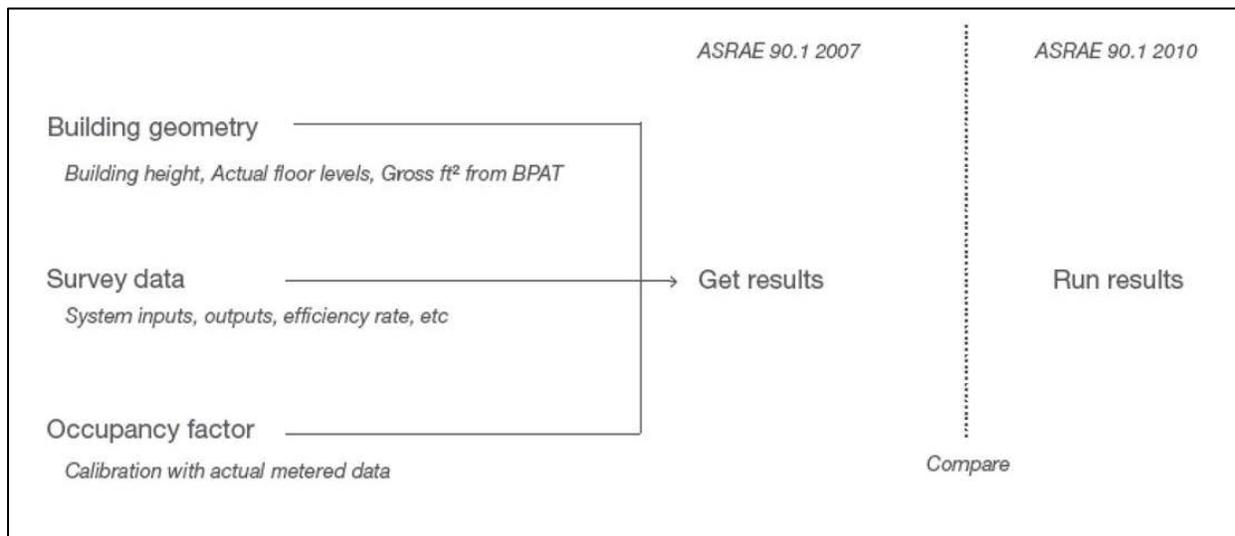 ASRAE 90.1 2007
ASRAE 90.1 2010
Building geometry
Building height, Actual floor levels, Gross ft² from BPAT
Survey data
System inputs, outputs, efficiency rate, etc
Get results
Run results
Occupancy factor
Calibration with actual metered data
Compare